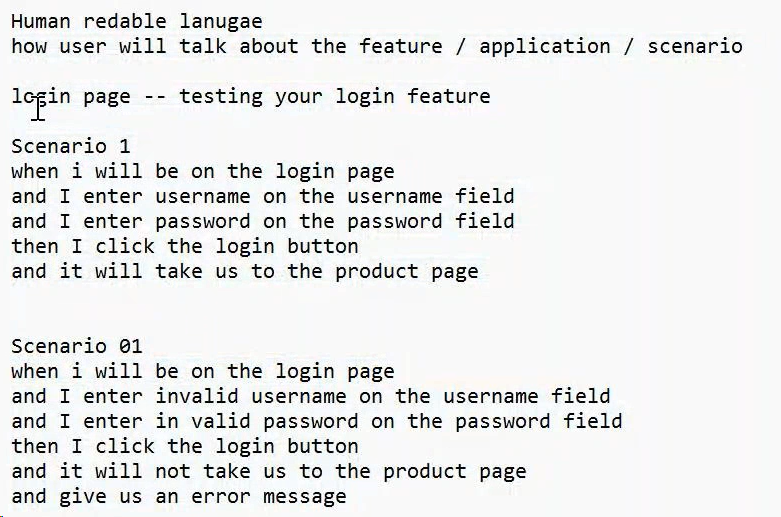 Human redable lanugae
how user will talk about the feature / application / scenario
login page -- testing your login feature
Scenario 1
when i will be on the login page
and I enter username on the username field
and I enter password on the password field
then I click the login button
and it will take us to the product page
Scenario 01
when i will be on the login page
and I enter invalid username on the username field
and I enter in valid password on the password field
then I click the login button
and it will not take us to the product page
and give us an error message